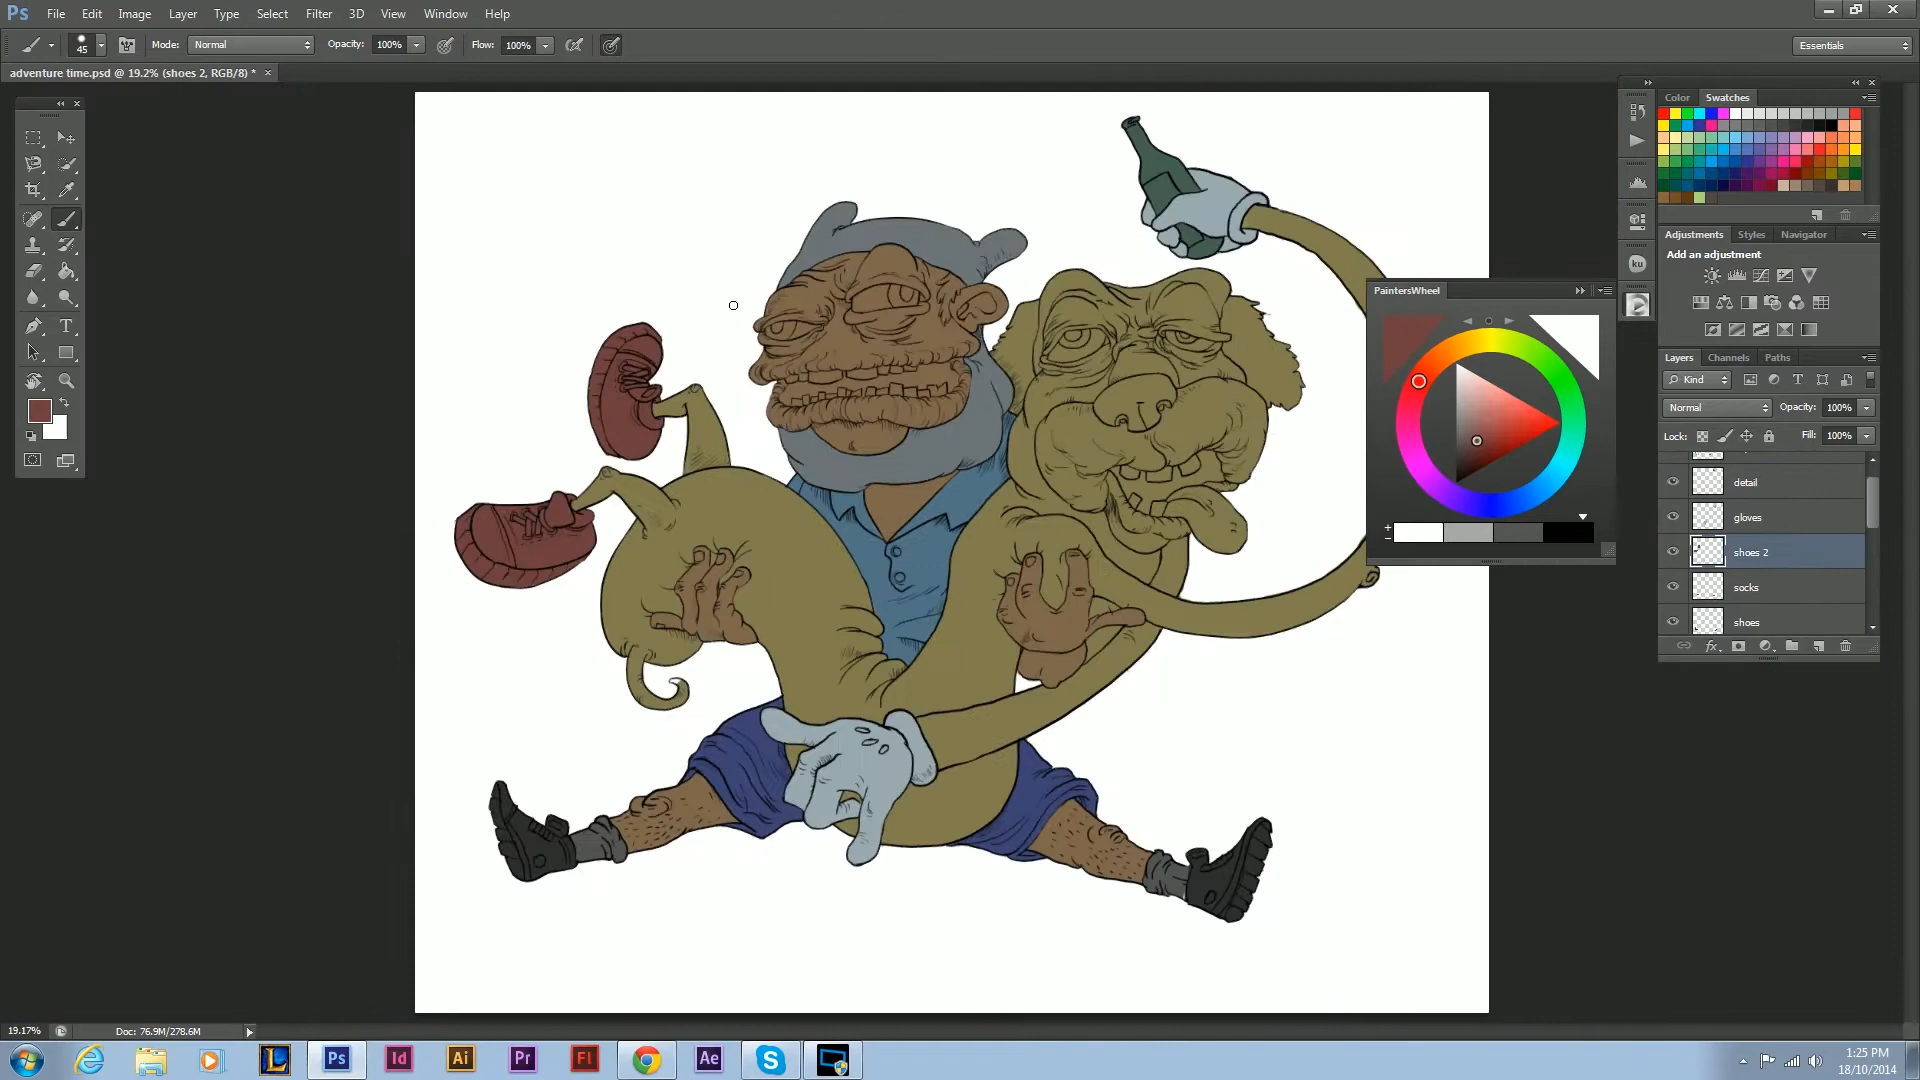 Ps File Edit Image Layer Type Select Filter 3D View Window Help
45 Mode: Normal Opacity: 100% Flow: 100% Essentials
adventure time.psd @ 19.2% (shoes 2, RGB/8) * ×
Color Swatches
Adjustments Styles Navigator
Add an adjustment
ku
PaintersWheel
Layers Channels Paths
Kind
Normal Opacity: 100%
Lock: Fill: 100%
detail
gloves
shoes 2
socks
shoes
fx
T
19.17% Doc: 76.9M/278.6M
L Ps Id Ai Pr Fl Ae S
1:25 PM
18/10/2014